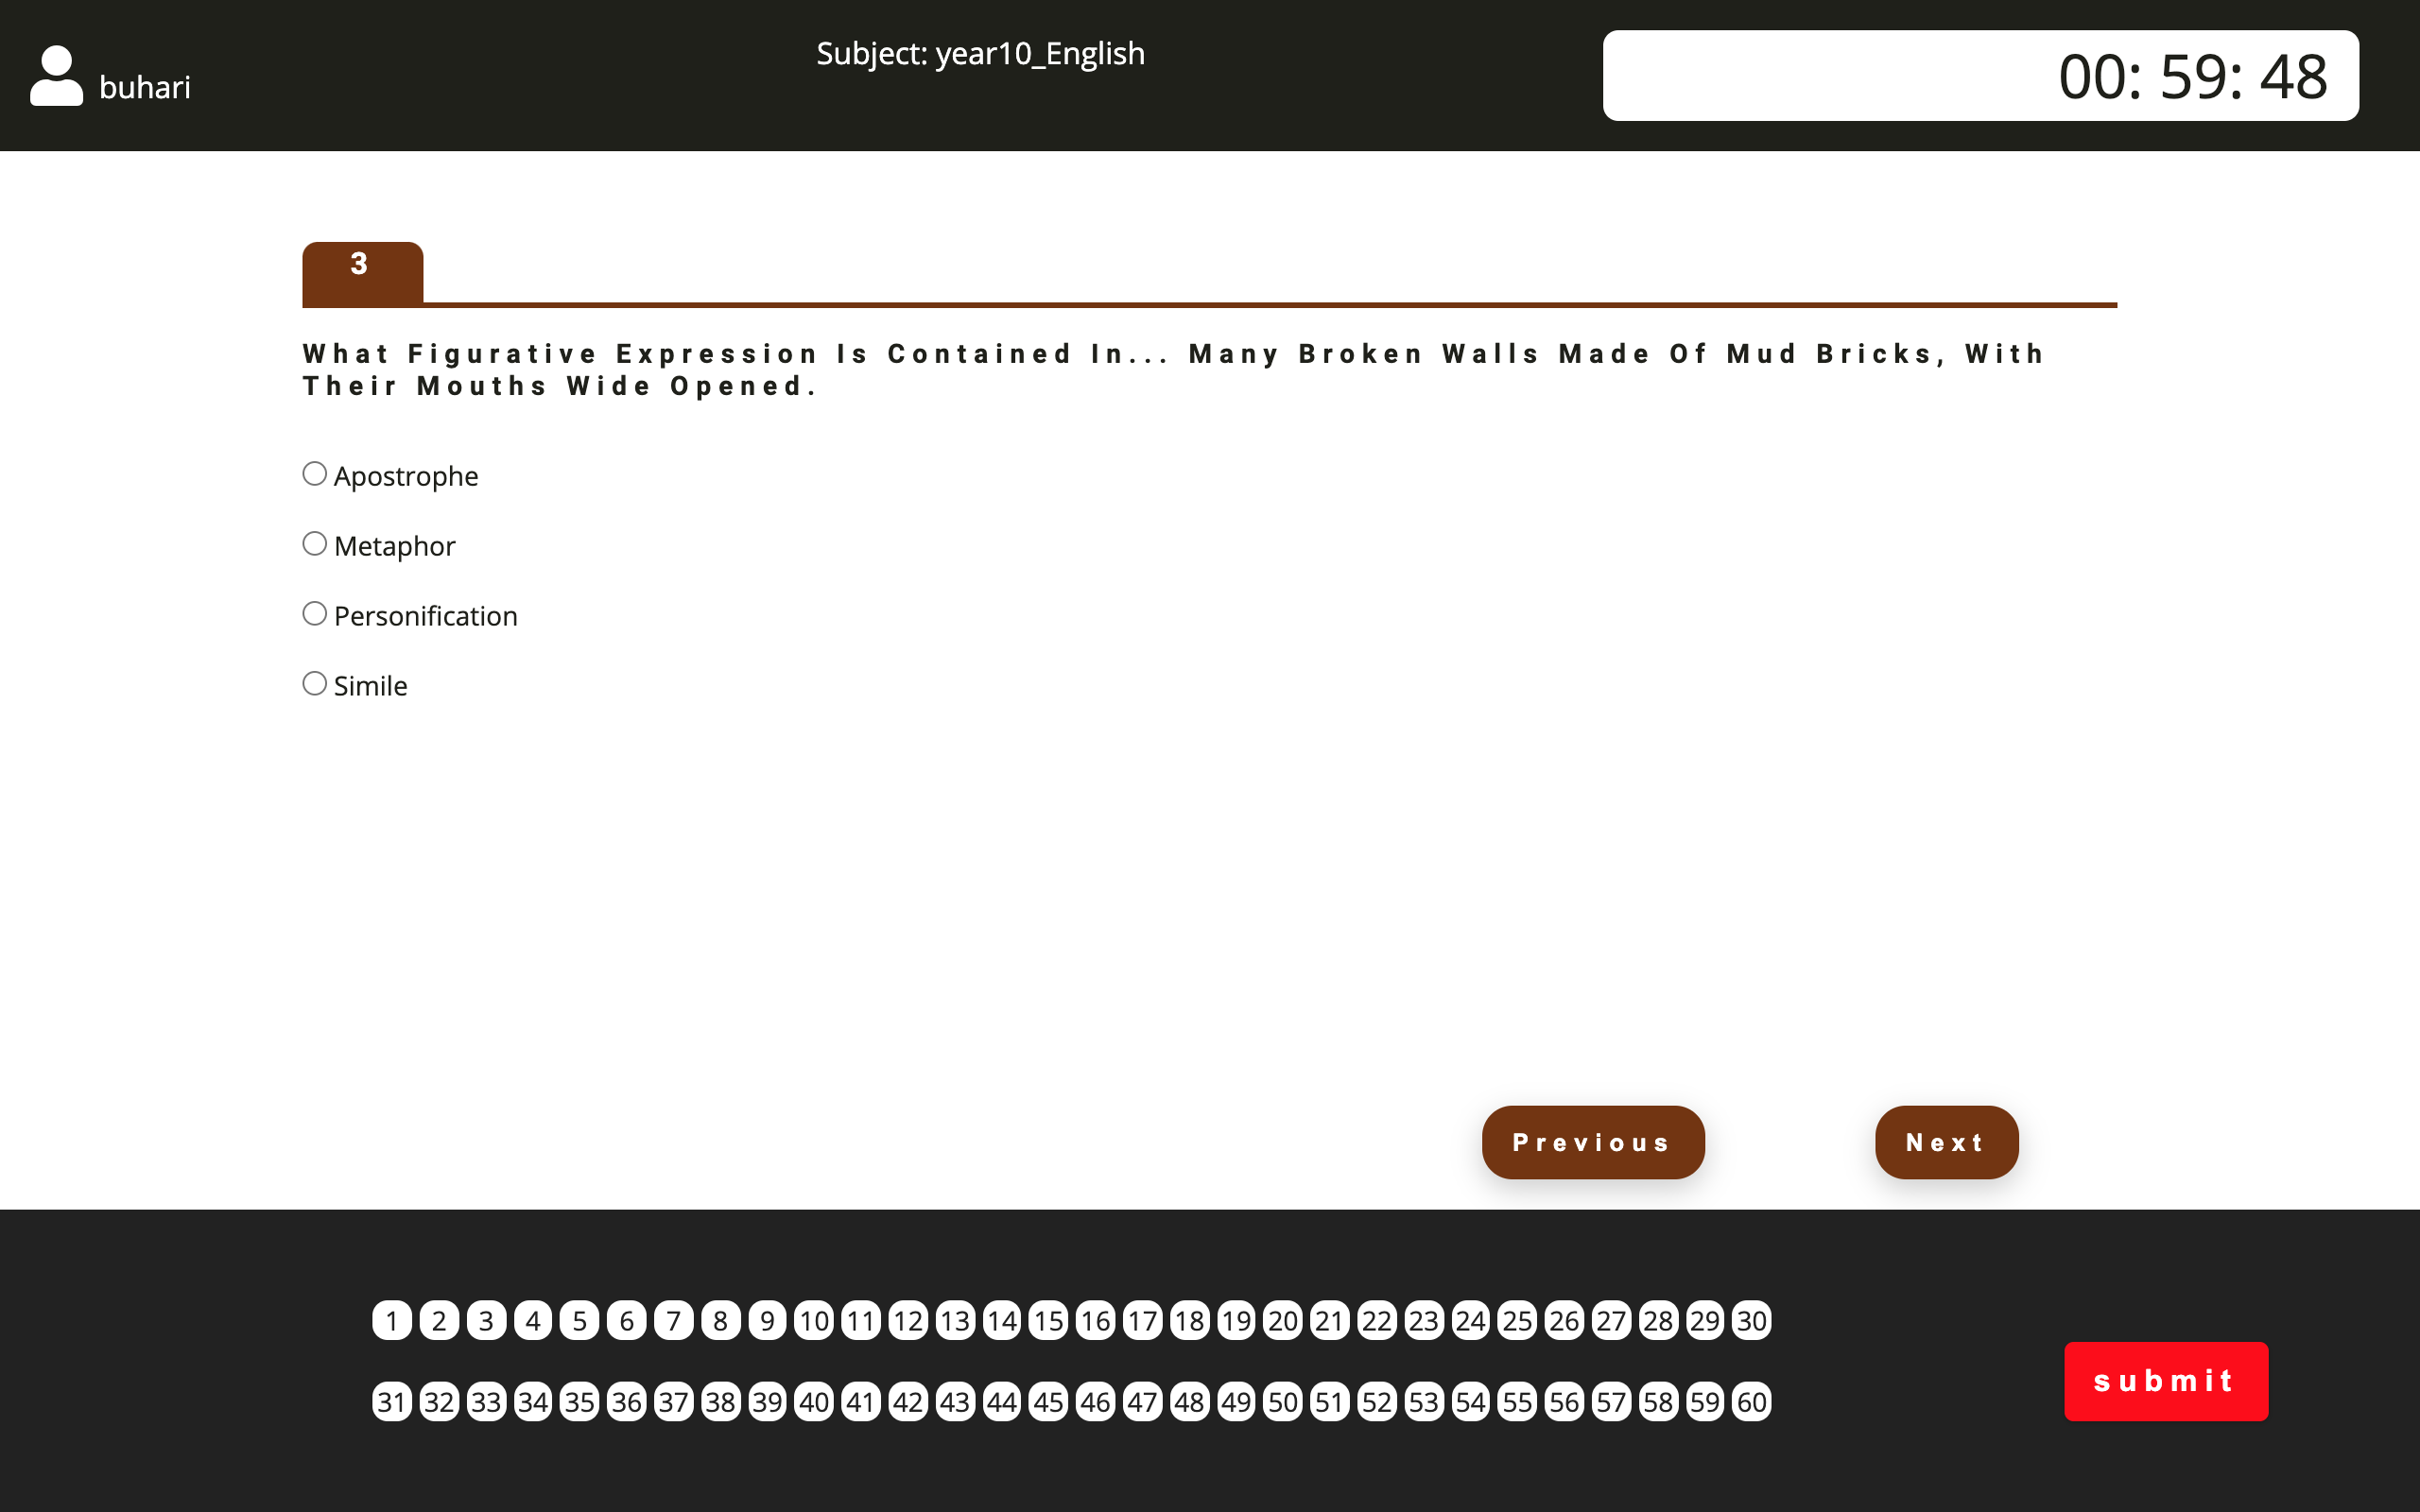 buhari
Subject: year10_English
00: 59: 48
3
What Figurative Expression Is Contained In... Many Broken Walls Made Of Mud Bricks, With
Their Mouths Wide Opened.
Apostrophe
Metaphor
Personification
Simile
Previous Next
1 2 3 4 5 6 7 8 9 10 11 12 13 14 15 16 17 18 19 20 21 22 23 24 25 26 27 28 29 30
31 32 33 34 35 36 37 38 39 40 41 42 43 44 45 46 47 48 49 50 51 52 53 54 55 56 57 58 59 60
submit